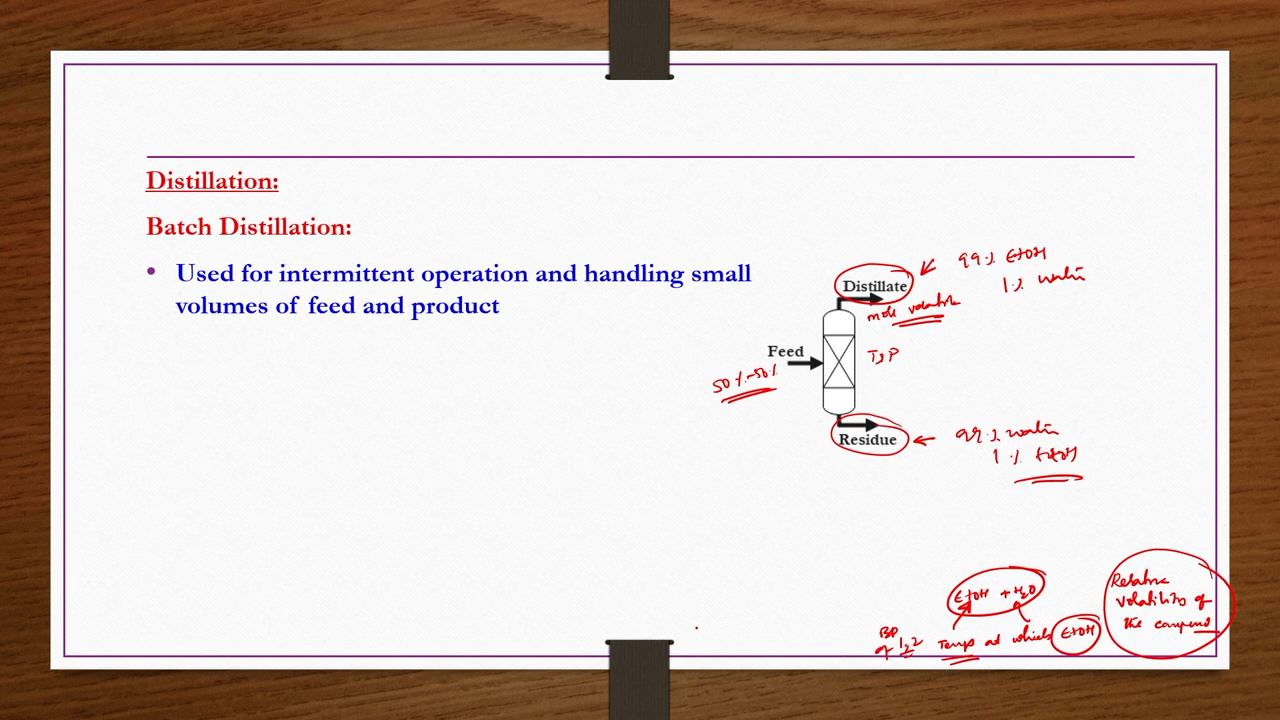 Distillation:
Batch Distillation:
• Used for intermittent operation and handling small
volumes of feed and product
99 % EtOH
1 % water
Distillate
more volatile
Feed
T, P
50 % - 50 %
Residue
99 % water
1 % EtOH
EtOH + H2O
BP
of 1, 2
Temp at which EtOH
Relative
volatility of
the compound